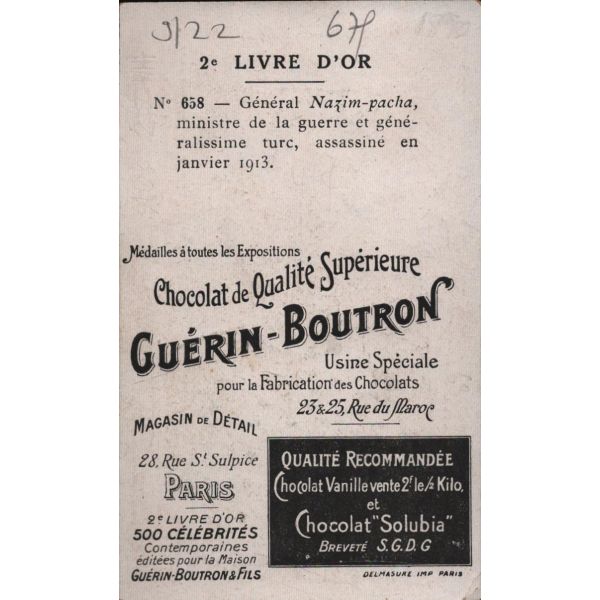 9/22 67f
2e LIVRE D'OR
No 658 — Général Nazim-pacha,
ministre de la guerre et géné-
ralissime turc, assassiné en
janvier 1913.
Médailles à toutes les Expositions
Chocolat de Qualité Supérieure
GUÉRIN-BOUTRON
Usine Spéciale
pour la Fabrication des Chocolats
23&25, Rue du Maroc
MAGASIN DE DÉTAIL
28, Rue St Sulpice
PARIS
2e LIVRE D'OR
500 CÉLÉBRITÉS
Contemporaines
éditées pour la Maison
GUÉRIN-BOUTRON & FILS
QUALITÉ RECOMMANDÉE
Chocolat Vanille vente 2f le ½ Kilo,
et
Chocolat "Solubia"
BREVETÉ S.G.D.G
DELMASURE IMP PARIS